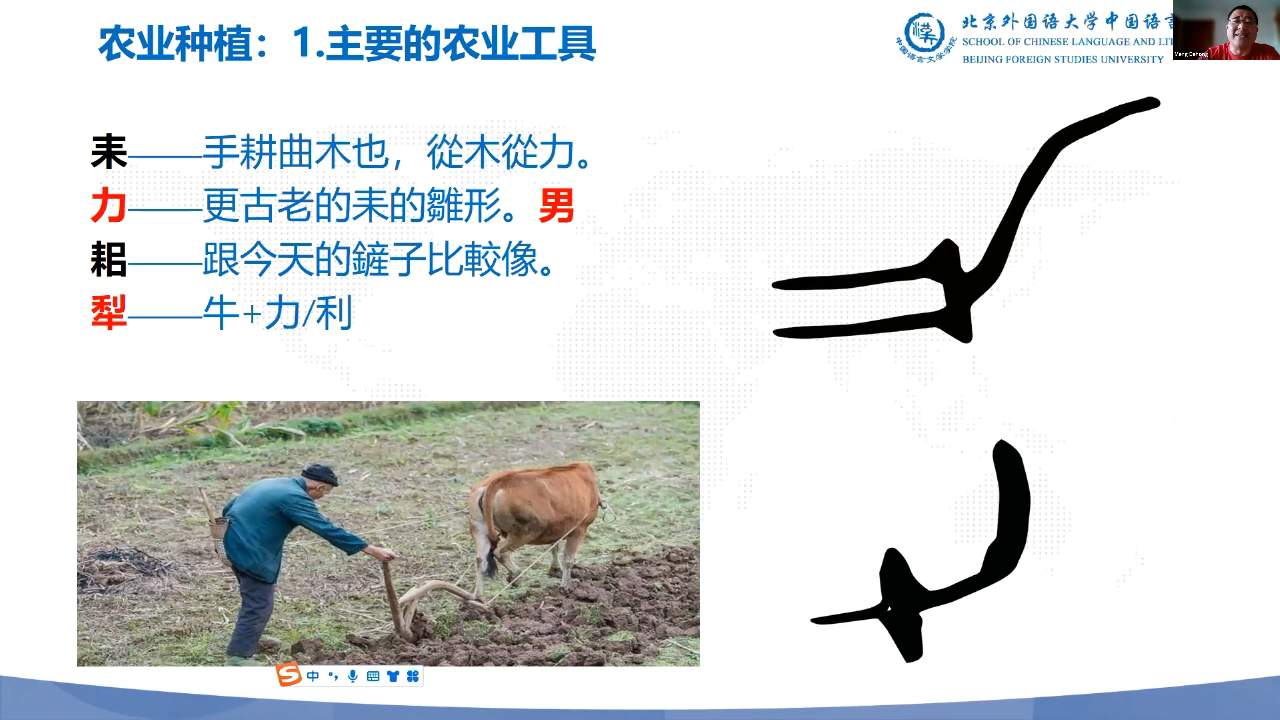 农业种植：1.主要的农业工具
北京外国语大学中国语言
SCHOOL OF CHINESE LANGUAGE AND LIT
BEIJING FOREIGN STUDIES UNIVERSITY
耒——手耕曲木也，從木從力。
力——更古老的耒的雛形。男
耜——跟今天的鏟子比較像。
犁——牛+力/利
中